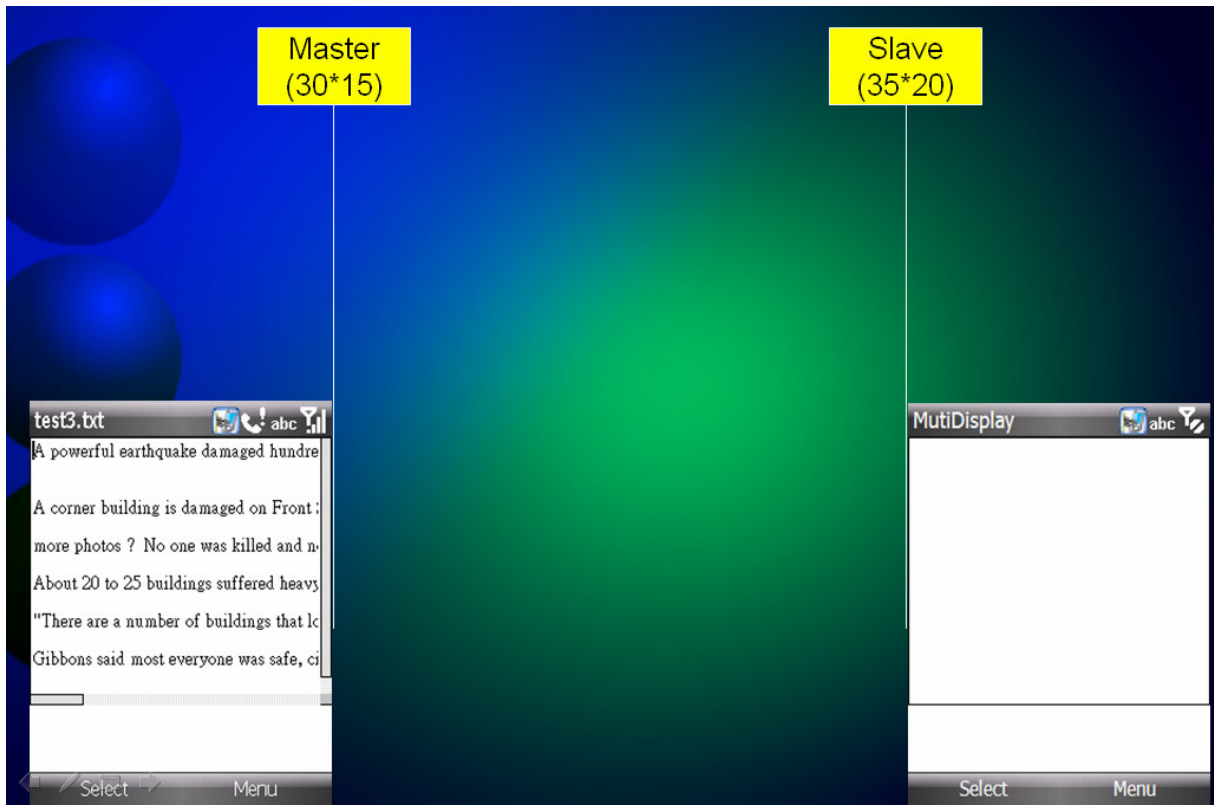 Master
(30*15)
Slave
(35*20)
test3.txt
abc
A powerful earthquake damaged hundre
A corner building is damaged on Front
more photos ? No one was killed and n
About 20 to 25 buildings suffered heavy
"There are a number of buildings that lo
Gibbons said most everyone was safe, ci
Select Menu
MutiDisplay
abc
Select Menu